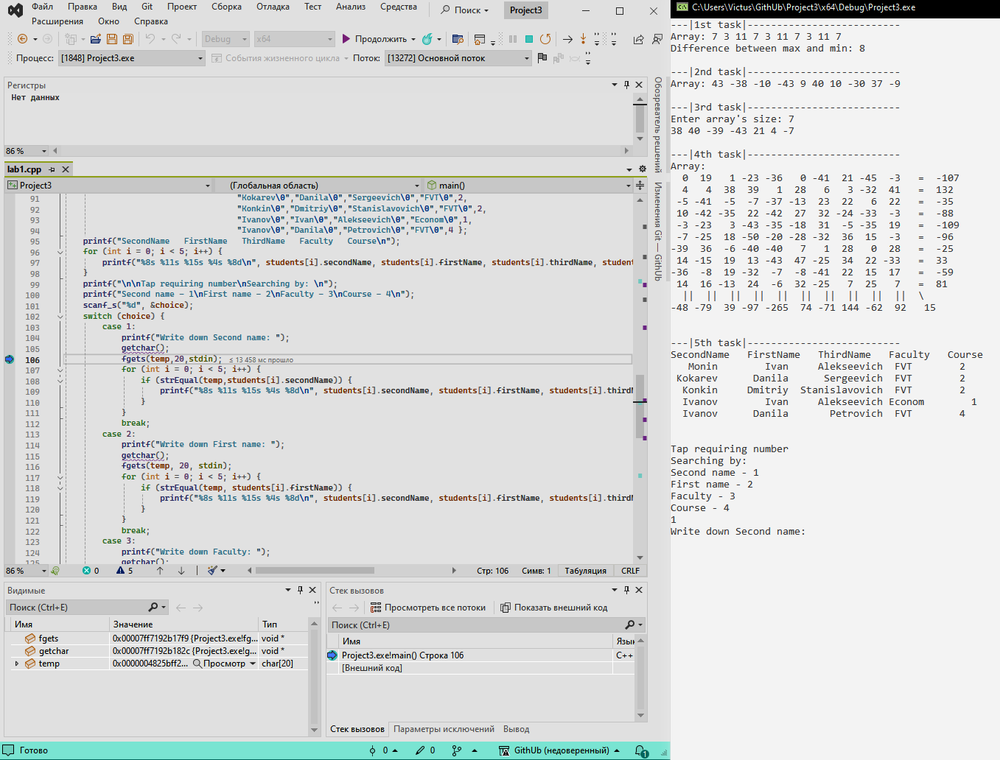 Файл Правка Вид Git Проект Сборка Отладка Тест Анализ Средства Поиск Project3
Расширения Окно Справка
Debug x64 Продолжить
Процесс: [1848] Project3.exe События жизненного цикла Поток: [13272] Основной поток
Регистры
Нет данных
86 %
lab1.cpp
Project3 (Глобальная область) main()
91 "Kokarev\0","Danila\0","Sergeevich\0","FVT\0",2,
92 "Konkin\0","Dmitriy\0","Stanislavovich\0","FVT\0",2,
93 "Ivanov\0","Ivan\0","Alekseevich\0","Econom\0",1,
94 "Ivanov\0","Danila\0","Petrovich\0","FVT\0",4 };
95 printf("SecondName   FirstName   ThirdName   Faculty   Course\n");
96 for (int i = 0; i < 5; i++) {
97 printf("%8s %11s %15s %4s %8d\n", students[i].secondName, students[i].firstName, students[i].thirdName, studen
98 }
99 printf("\n\nTap requiring number\nSearching by: \n");
100 printf("Second name - 1\nFirst name - 2\nFaculty - 3\nCourse - 4\n");
101 scanf_s("%d", &choice);
102 switch (choice) {
103 case 1:
104 printf("Write down Second name: ");
105 getchar();
106 fgets(temp,20,stdin); ≤ 13 458 мс прошло
107 for (int i = 0; i < 5; i++) {
108 if (strEqual(temp,students[i].secondName)) {
109 printf("%8s %11s %15s %4s %8d\n", students[i].secondName, students[i].firstName, students[i].thirdN
110 }
111 }
112 break;
113 case 2:
114 printf("Write down First name: ");
115 getchar();
116 fgets(temp, 20, stdin);
117 for (int i = 0; i < 5; i++) {
118 if (strEqual(temp, students[i].firstName)) {
119 printf("%8s %11s %15s %4s %8d\n", students[i].secondName, students[i].firstName, students[i].thirdN
120 }
121 }
122 break;
123 case 3:
124 printf("Write down Faculty: ");
125 getchar();
86 % 0 5 Стр: 106 Симв: 1 Табуляция CRLF
Обозреватель решений
Изменения Git — GithUb
Видимые
Поиск (Ctrl+E)
Имя Значение Тип
fgets 0x00007ff7192b17f9 {Project3.exe!fg... void *
getchar 0x00007ff7192b182c {Project3.exe!g... void *
temp 0x0000004825bff2... Просмотр char[20]
Стек вызовов
Просмотреть все потоки Показать внешний код
Поиск (Ctrl+E)
Имя Язык
Project3.exe!main() Строка 106 C++
[Внешний код]
Стек вызовов Параметры исключений Вывод
Готово 0 0 GithUb (недоверенный) 1
C:\Users\Victus\GithUb\Project3\x64\Debug\Project3.exe
---|1st task|--------------------------
Array: 7 3 11 7 3 11 7 3 11 7
Difference between max and min: 8
---|2nd task|--------------------------
Array: 43 -38 -10 -43 9 40 10 -30 37 -9
---|3rd task|--------------------------
Enter array's size: 7
38 40 -39 -43 21 4 -7
---|4th task|--------------------------
Array:
0 19 1 -23 -36 0 -41 21 -45 -3 = -107
4 4 38 39 1 28 6 3 -32 41 = 132
-5 -41 -5 -7 -37 -13 23 22 6 22 = -35
10 -42 -35 22 -42 27 32 -24 -33 -3 = -88
-3 -23 3 -43 -35 -18 31 -5 -35 19 = -109
-7 -25 18 -50 -20 -28 -32 36 15 -3 = -96
-39 36 -6 -40 -40 7 1 28 0 28 = -25
14 -15 19 13 -43 47 -25 34 22 -33 = 33
-36 -8 19 -32 -7 -8 -41 22 15 17 = -59
14 16 -13 24 -6 32 -25 7 25 7 = 81
|| || || || || || || || || || \
-48 -79 39 -97 -265 74 -71 144 -62 92 15
---|5th task|--------------------------
SecondName FirstName ThirdName Faculty Course
Monin Ivan Alekseevich FVT 2
Kokarev Danila Sergeevich FVT 2
Konkin Dmitriy Stanislavovich FVT 2
Ivanov Ivan Alekseevich Econom 1
Ivanov Danila Petrovich FVT 4
Tap requiring number
Searching by:
Second name - 1
First name - 2
Faculty - 3
Course - 4
1
Write down Second name: